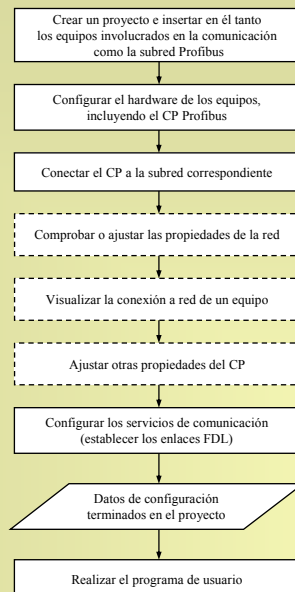 Crear un proyecto e insertar en él tanto
los equipos involucrados en la comunicación
como la subred Profibus
Configurar el hardware de los equipos,
incluyendo el CP Profibus
Conectar el CP a la subred correspondiente
Comprobar o ajustar las propiedades de la red
Visualizar la conexión a red de un equipo
Ajustar otras propiedades del CP
Configurar los servicios de comunicación
(establecer los enlaces FDL)
Datos de configuración
terminados en el proyecto
Realizar el programa de usuario